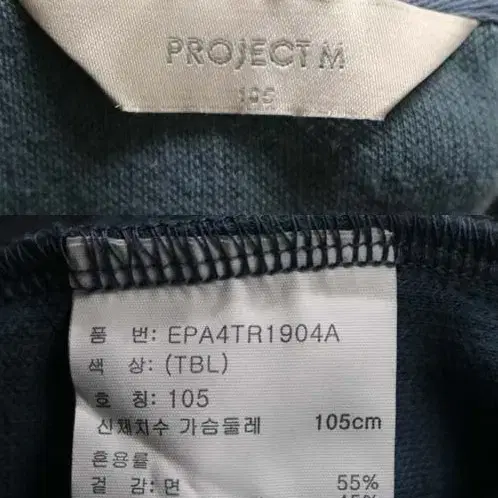 PROJECT M
105
품 번: EPA4TR1904A
색 상: (TBL)
호 칭: 105
신체치수 가슴둘레 105cm
혼용률
겉 감: 면 55%
45%